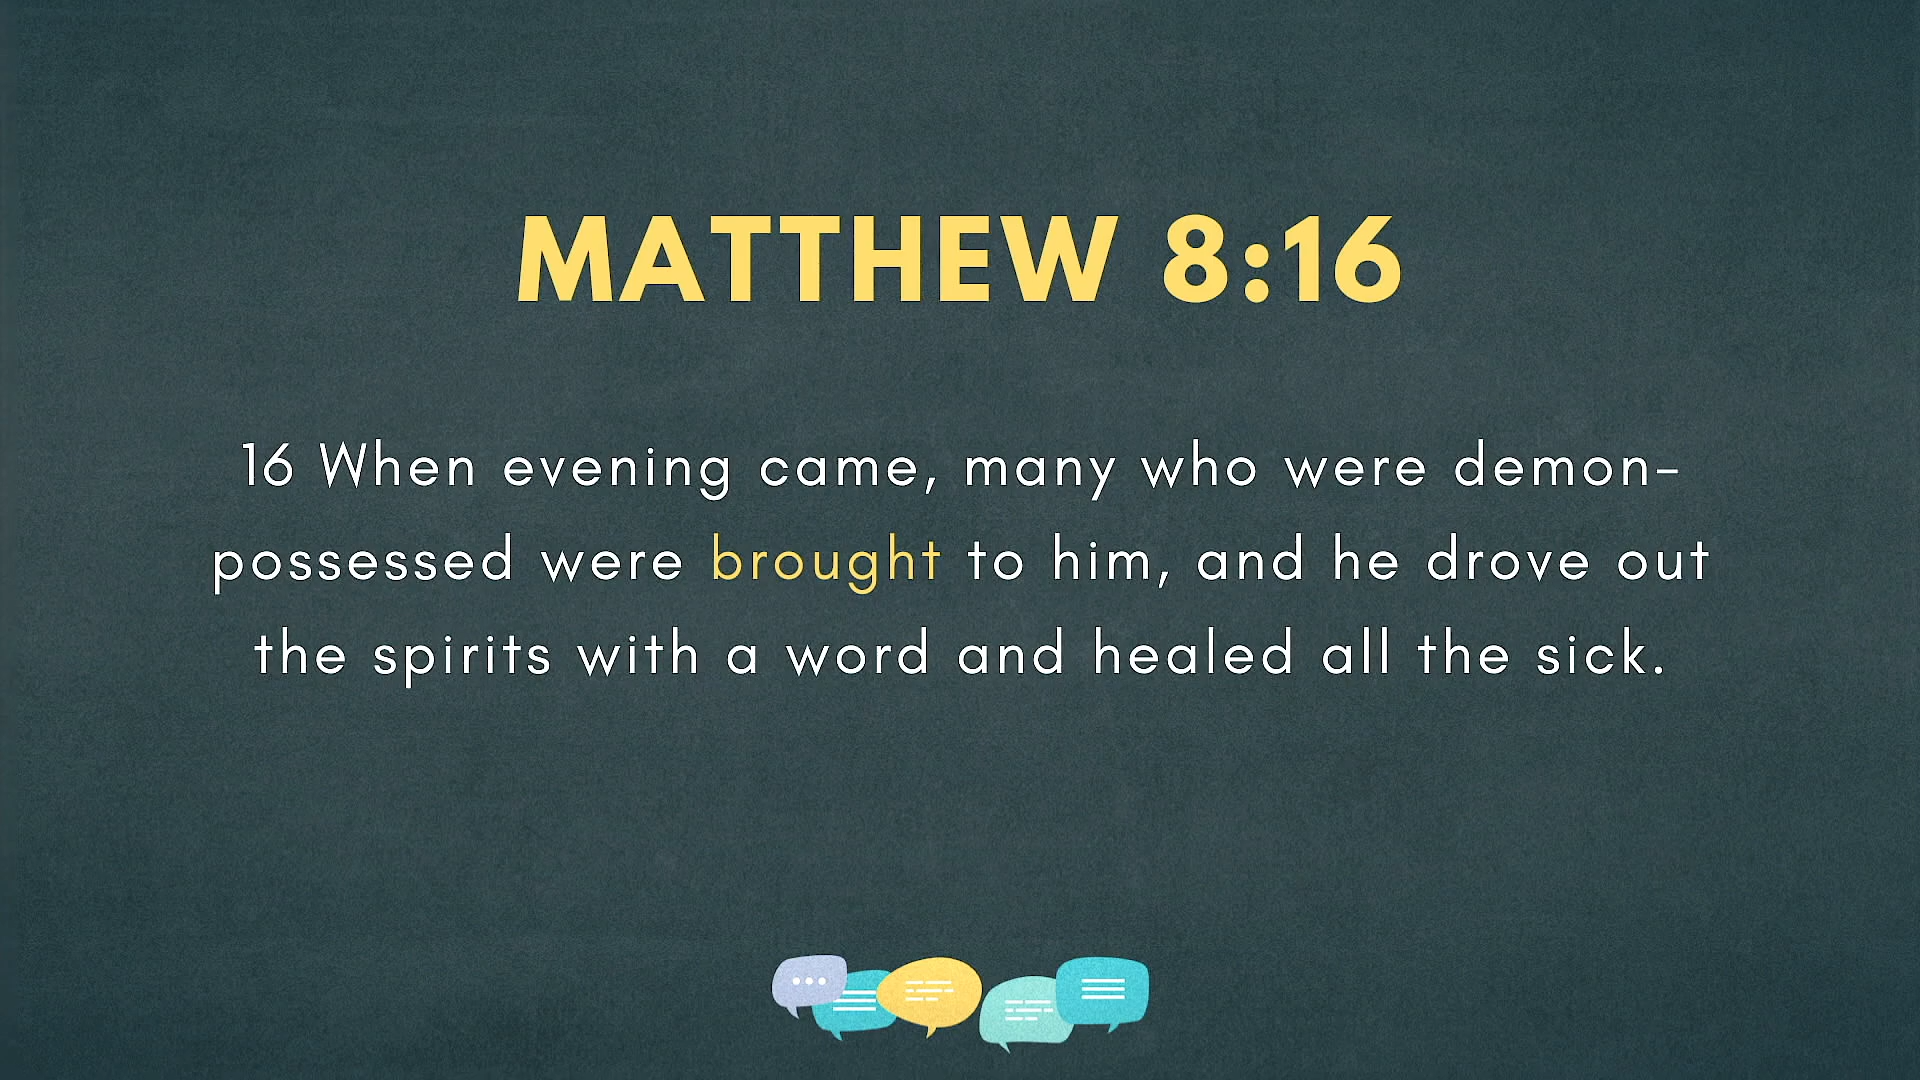 MATTHEW 8:16
16 When evening came, many who were demon-
possessed were brought to him, and he drove out
the spirits with a word and healed all the sick.